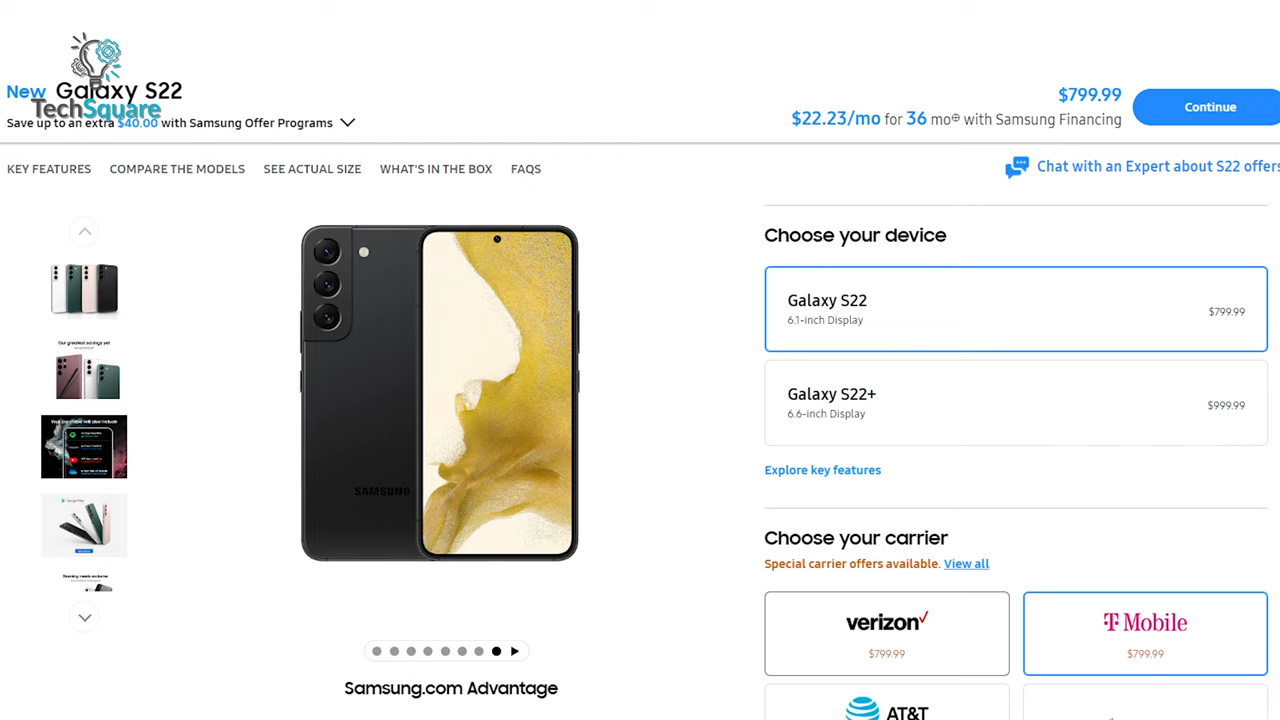 New Galaxy S22
TechSquare
Save up to an extra $40.00 with Samsung Offer Programs
$799.99
$22.23/mo for 36 mo⊕ with Samsung Financing
Continue
KEY FEATURES COMPARE THE MODELS SEE ACTUAL SIZE WHAT'S IN THE BOX FAQS
Chat with an Expert about S22 offers
Our greatest savings yet
SAMSUNG
Samsung.com Advantage
Choose your device
Galaxy S22
6.1-inch Display
$799.99
Galaxy S22+
6.6-inch Display
$999.99
Explore key features
Choose your carrier
Special carrier offers available. View all
verizon
$799.99
T Mobile
$799.99
AT&T